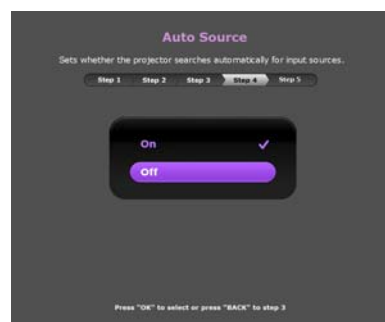 Auto Source
Sets whether the projector searches automatically for input sources.
Step 1 Step 2 Step 3 Step 4 Step 5
On
Off
Press "OK" to select or press "BACK" to step 3